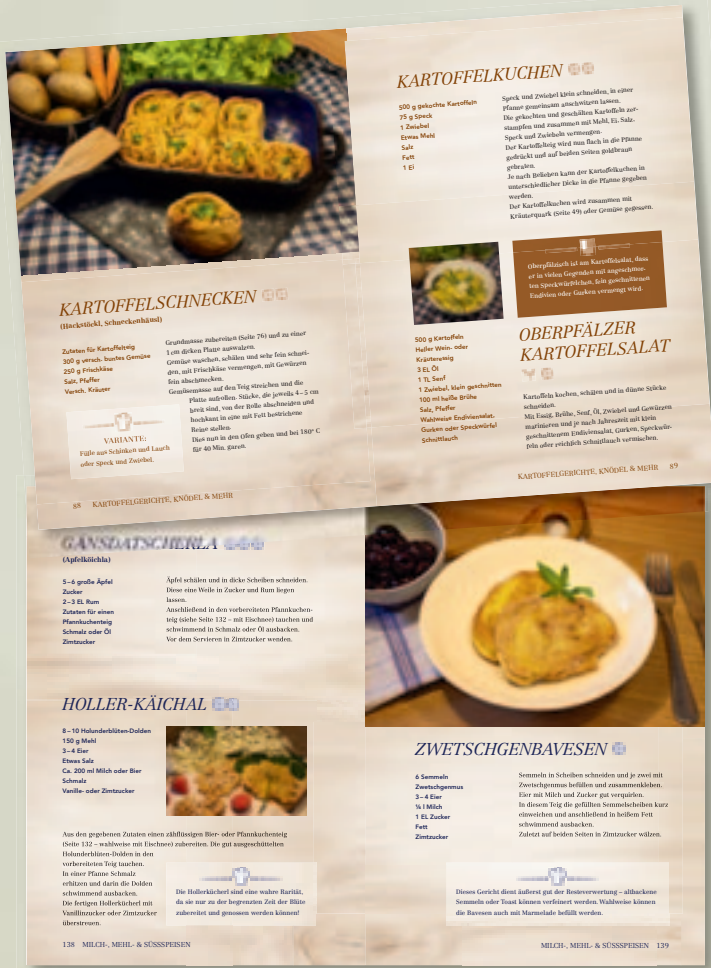 KARTOFFELSCHNECKEN
(Hackstöckl, Schneckenhäusl)
Zutaten für Kartoffelteig
300 g versch. buntes Gemüse
250 g Frischkäse
Salz, Pfeffer
Versch. Kräuter
Grundmasse zubereiten (Seite 76) und zu einer
1 cm dicken Platte auswalzen.
Gemüse waschen, schälen und sehr fein schnei-
den, mit Frischkäse vermengen, mit Gewürzen
fein abschmecken.
Gemüsemasse auf den Teig streichen und die
Platte aufrollen. Stücke, die jeweils 4–5 cm
breit sind, von der Rolle abschneiden und
hochkant in eine mit Fett bestrichene
Reine stellen.
Dies nun in den Ofen geben und bei 180° C
für 40 Min. garen.
VARIANTE:
Fülle aus Schinken und Lauch
oder Speck und Zwiebel.
88 KARTOFFELGERICHTE, KNÖDEL & MEHR
KARTOFFELKUCHEN
500 g gekochte Kartoffeln
75 g Speck
1 Zwiebel
Etwas Mehl
Salz
Fett
1 Ei
Speck und Zwiebel klein schneiden, in einer
Pfanne gemeinsam anschwitzen lassen.
Die gekochten und geschälten Kartoffeln zer-
stampfen und zusammen mit Mehl, Ei, Salz,
Speck und Zwiebeln vermengen.
Der Kartoffelteig wird nun flach in die Pfanne
gedrückt und auf beiden Seiten goldbraun
gebraten.
Je nach Belieben kann der Kartoffelkuchen in
unterschiedlicher Dicke in die Pfanne gegeben
werden.
Der Kartoffelkuchen wird zusammen mit
Kräuterquark (Seite 49) oder Gemüse gegessen.
Oberpfälzisch ist am Kartoffelsalat, dass
er in vielen Gegenden mit angeschmor-
ten Speckwürfelchen, fein geschnittenen
Endivien oder Gurken vermengt wird.
OBERPFÄLZER
KARTOFFELSALAT
500 g Kartoffeln
Heller Wein- oder
Kräuteressig
3 EL Öl
1 TL Senf
1 Zwiebel, klein geschnitten
100 ml heiße Brühe
Salz, Pfeffer
Wahlweise Endiviensalat,
Gurken oder Speckwürfel
Schnittlauch
Kartoffeln kochen, schälen und in dünne Stücke
schneiden.
Mit Essig, Brühe, Senf, Öl, Zwiebel und Gewürzen
marinieren und je nach Jahreszeit mit klein
geschnittenem Endiviensalat, Gurken, Speckwür-
feln oder reichlich Schnittlauch vermischen.
KARTOFFELGERICHTE, KNÖDEL & MEHR 89
GANSDATSCHERLA
(Apfelköichla)
5–6 große Äpfel
Zucker
2–3 EL Rum
Zutaten für einen
Pfannkuchenteig
Schmalz oder Öl
Zimtzucker
Äpfel schälen und in dicke Scheiben schneiden.
Diese eine Weile in Zucker und Rum liegen
lassen.
Anschließend in den vorbereiteten Pfannkuchen-
teig (siehe Seite 132 – mit Eischnee) tauchen und
schwimmend in Schmalz oder Öl ausbacken.
Vor dem Servieren in Zimtzucker wenden.
HOLLER-KÄICHAL
8–10 Holunderblüten-Dolden
150 g Mehl
3–4 Eier
Etwas Salz
Ca. 200 ml Milch oder Bier
Schmalz
Vanille- oder Zimtzucker
Aus den gegebenen Zutaten einen zähflüssigen Bier- oder Pfannkuchenteig
(Seite 132 – wahlweise mit Eischnee) zubereiten. Die gut ausgeschüttelten
Holunderblüten-Dolden in den
vorbereiteten Teig tauchen.
In einer Pfanne Schmalz
erhitzen und darin die Dolden
schwimmend ausbacken.
Die fertigen Hollerkücherl mit
Vanillinzucker oder Zimtzucker
überstreuen.
Die Hollerkücherl sind eine wahre Rarität,
da sie nur zu der begrenzten Zeit der Blüte
zubereitet und genossen werden können!
138 MILCH-, MEHL- & SÜSSSPEISEN
ZWETSCHGENBAVESEN
6 Semmeln
Zwetschgenmus
3–4 Eier
¼ l Milch
1 EL Zucker
Fett
Zimtzucker
Semmeln in Scheiben schneiden und je zwei mit
Zwetschgenmus befüllen und zusammenkleben.
Eier mit Milch und Zucker gut verquirlen.
In diesem Teig die gefüllten Semmelscheiben kurz
einweichen und anschließend in heißem Fett
schwimmend ausbacken.
Zuletzt auf beiden Seiten in Zimtzucker wälzen.
Dieses Gericht dient äußerst gut der Resteverwertung – altbackene
Semmeln oder Toast können verfeinert werden. Wahlweise können
die Bavesen auch mit Marmelade befüllt werden.
MILCH-, MEHL- & SÜSSSPEISEN 139